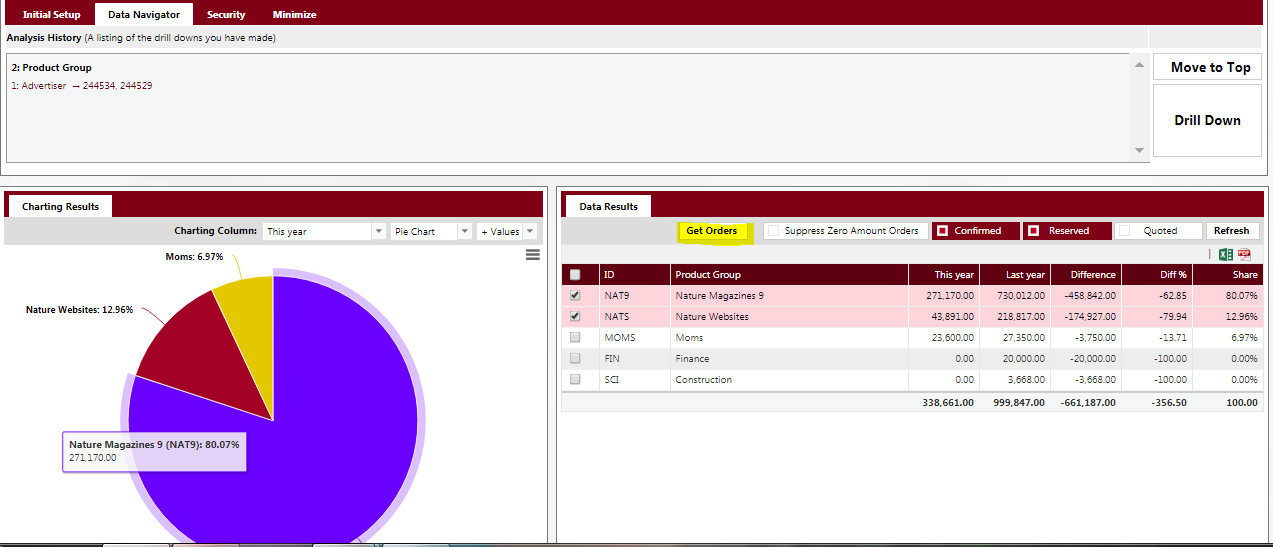 Initial Setup Data Navigator Security Minimize
Analysis History (A listing of the drill downs you have made)
2: Product Group
1: Advertiser → 244534, 244529
Move to Top
Drill Down
Charting Results
Charting Column: This year Pie Chart + Values
Moms: 6.97%
Nature Websites: 12.96%
Nature Magazines 9 (NAT9): 80.07%
271,170.00
Data Results
Get Orders Suppress Zero Amount Orders Confirmed Reserved Quoted Refresh
ID Product Group This year Last year Difference Diff % Share
NAT9 Nature Magazines 9 271,170.00 730,012.00 -458,842.00 -62.85 80.07%
NATS Nature Websites 43,891.00 218,817.00 -174,927.00 -79.94 12.96%
MOMS Moms 23,600.00 27,350.00 -3,750.00 -13.71 6.97%
FIN Finance 0.00 20,000.00 -20,000.00 -100.00 0.00%
SCI Construction 0.00 3,668.00 -3,668.00 -100.00 0.00%
338,661.00 999,847.00 -661,187.00 -356.50 100.00